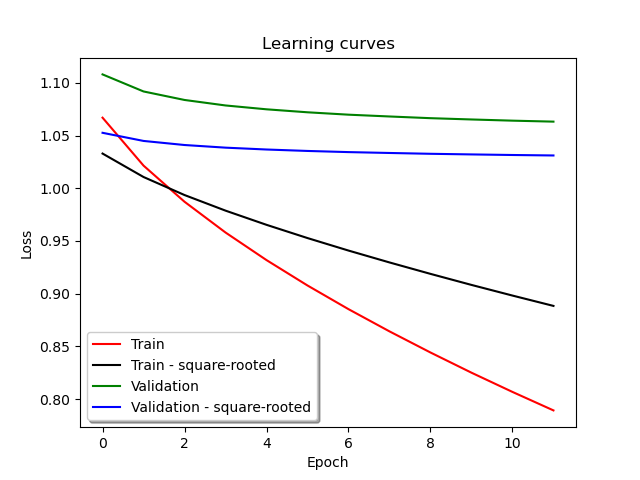 Learning curves
1.10
1.05
1.00
0.95
0.90
0.85
0.80
Loss
Train
Train - square-rooted
Validation
Validation - square-rooted
0 2 4 6 8 10
Epoch